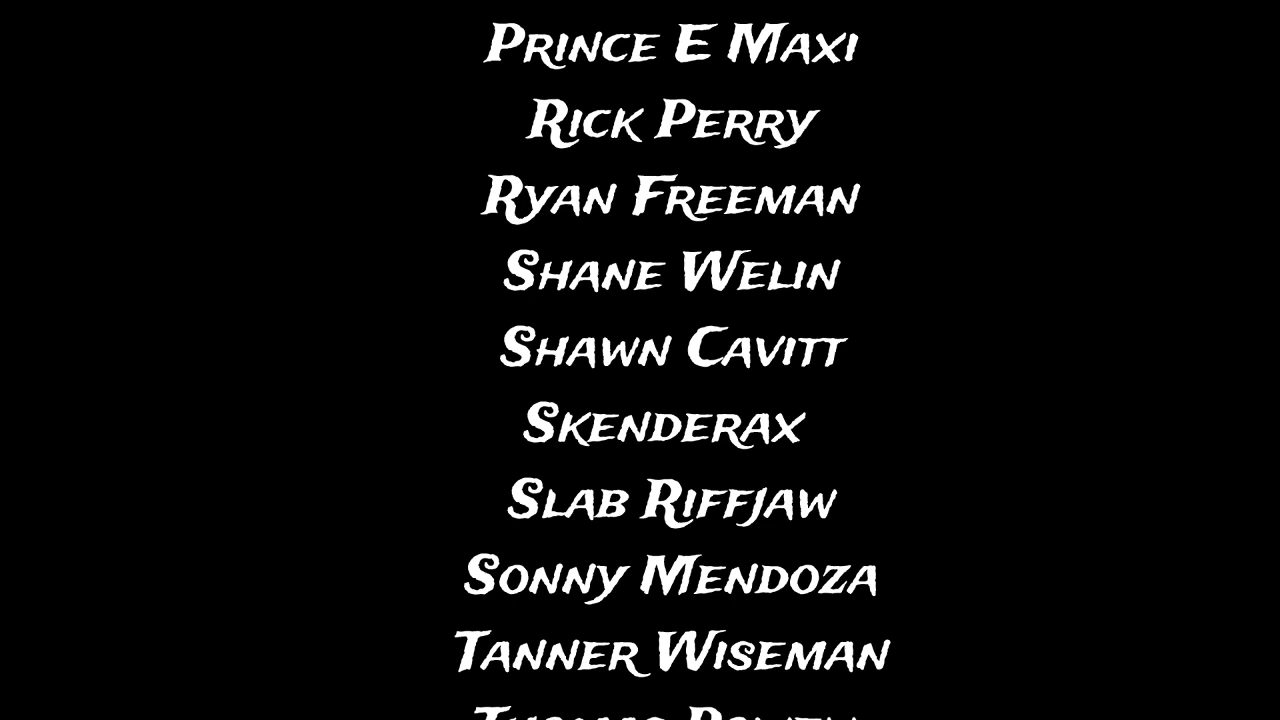 Prince E Maxi
Rick Perry
Ryan Freeman
Shane Welin
Shawn Cavitt
Skenderax
Slab Riffjaw
Sonny Mendoza
Tanner Wiseman